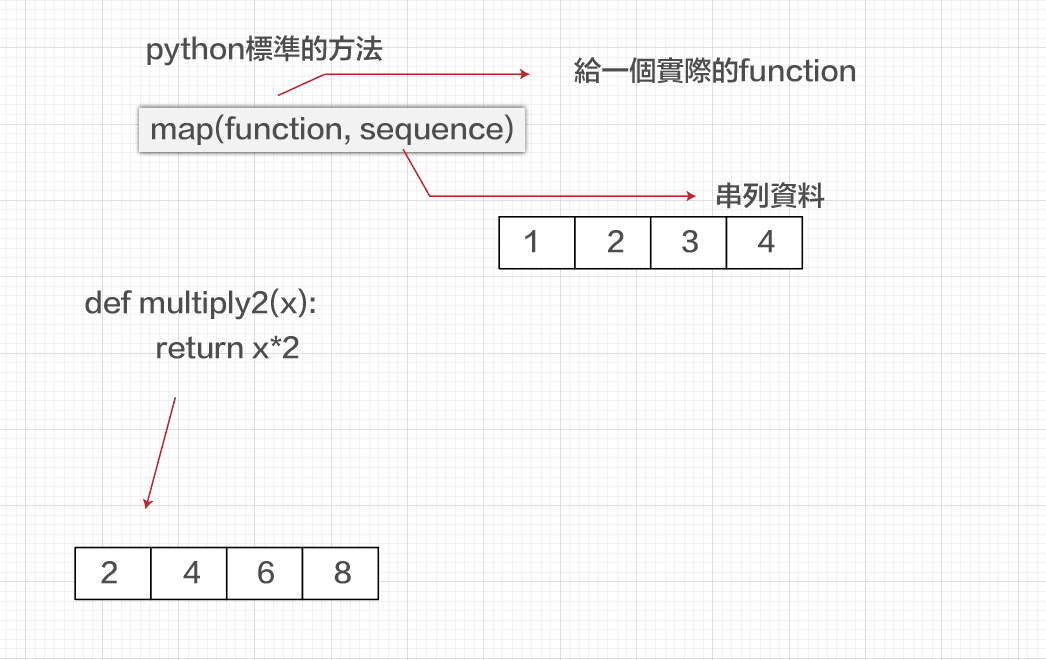 python標準的方法
給一個實際的function
map(function, sequence)
串列資料
1 2 3 4
def multiply2(x):
return x*2
2 4 6 8